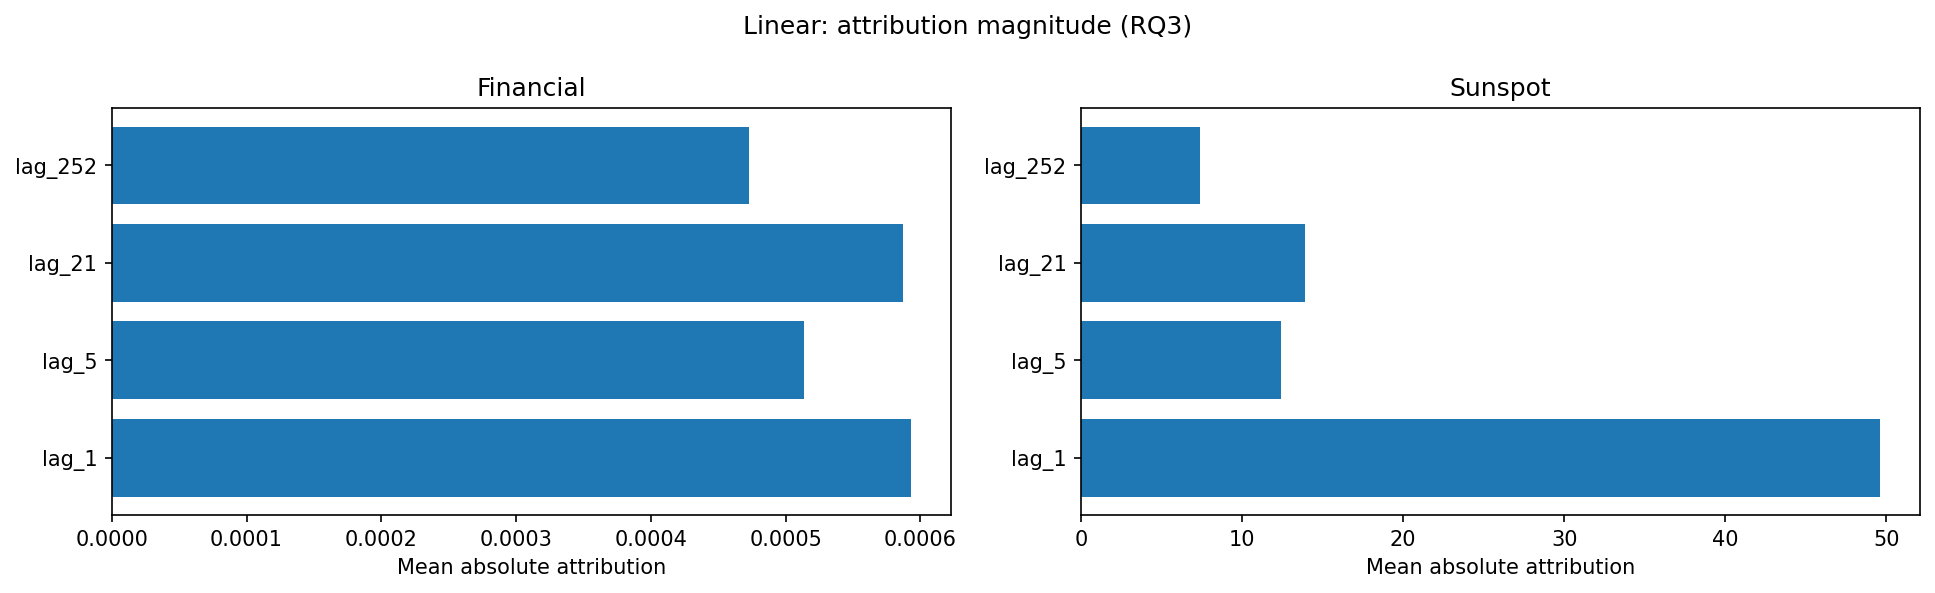 Linear: attribution magnitude (RQ3)
Financial
lag_252
lag_21
lag_5
lag_1
0.0000 0.0001 0.0002 0.0003 0.0004 0.0005 0.0006
Mean absolute attribution
Sunspot
lag_252
lag_21
lag_5
lag_1
0 10 20 30 40 50
Mean absolute attribution